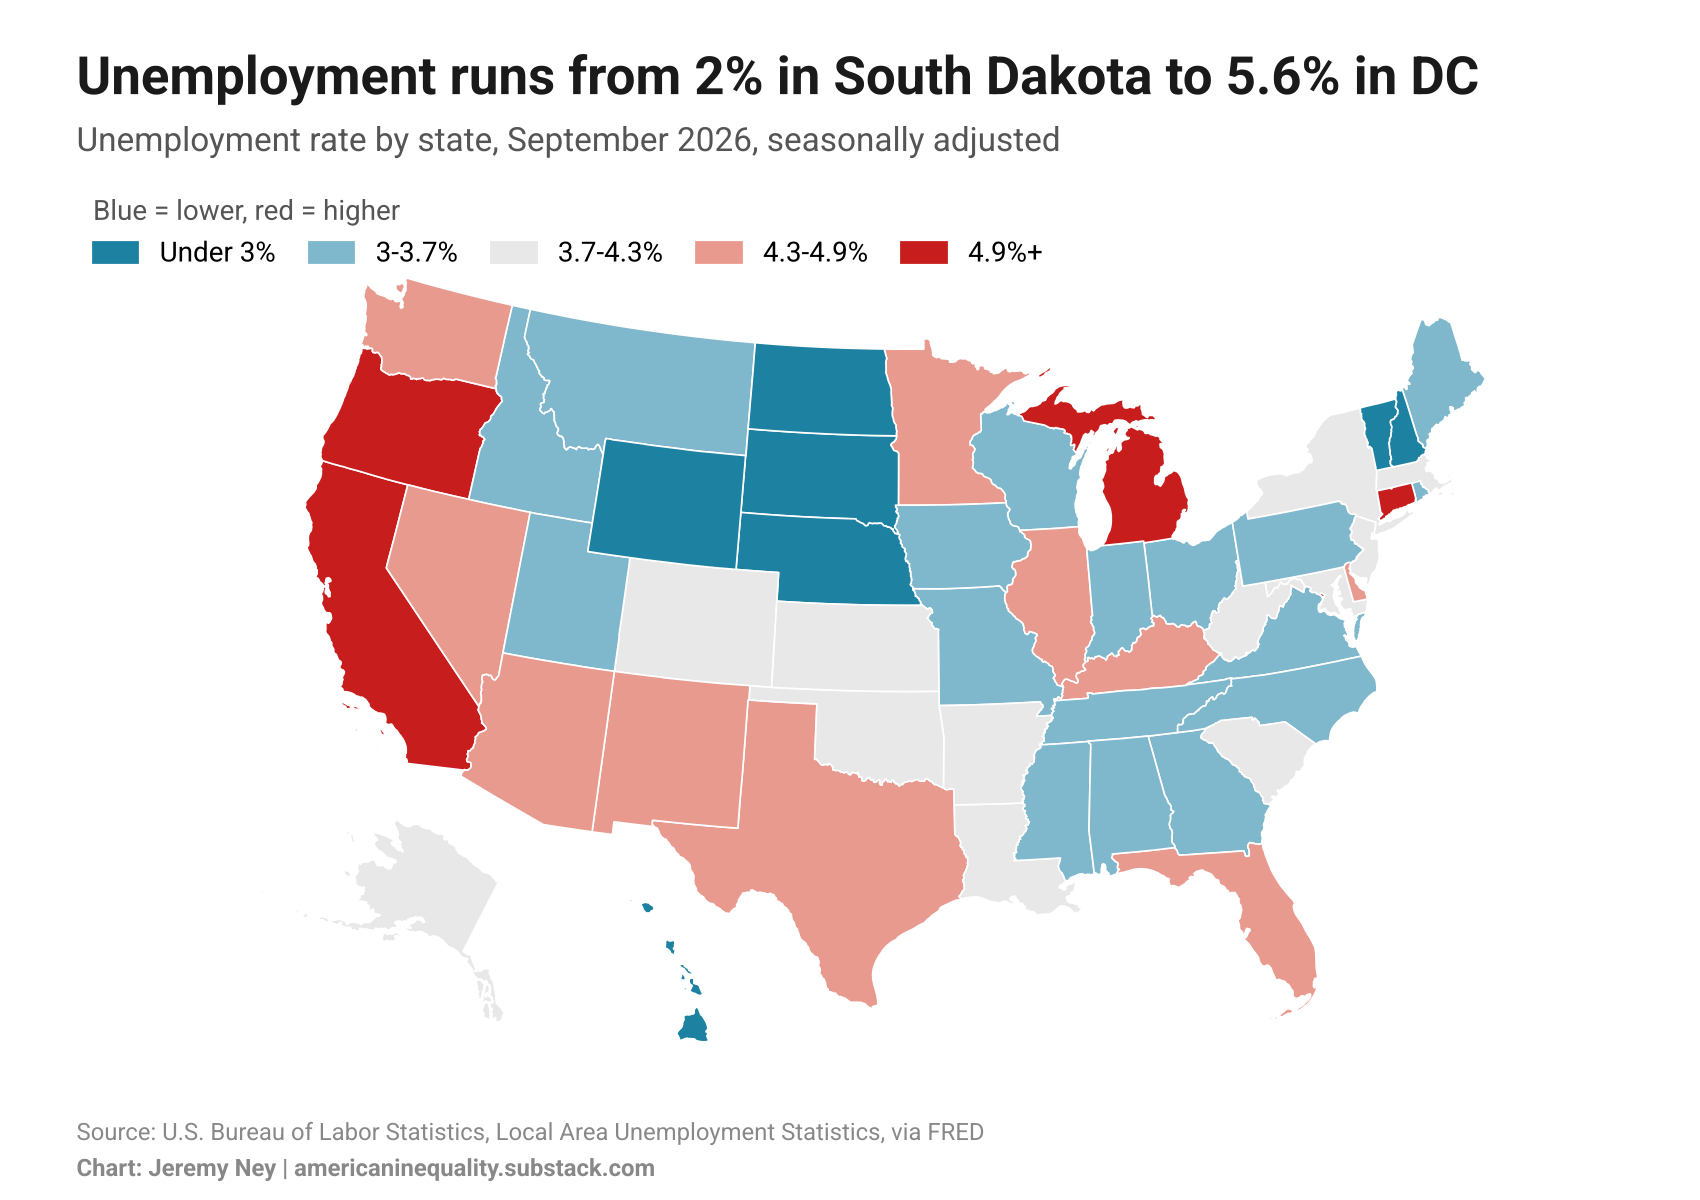 Unemployment runs from 2% in South Dakota to 5.6% in DC
Unemployment rate by state, September 2026, seasonally adjusted
Blue = lower, red = higher
Under 3% 3-3.7% 3.7-4.3% 4.3-4.9% 4.9%+
Source: U.S. Bureau of Labor Statistics, Local Area Unemployment Statistics, via FRED
Chart: Jeremy Ney | americaninequality.substack.com